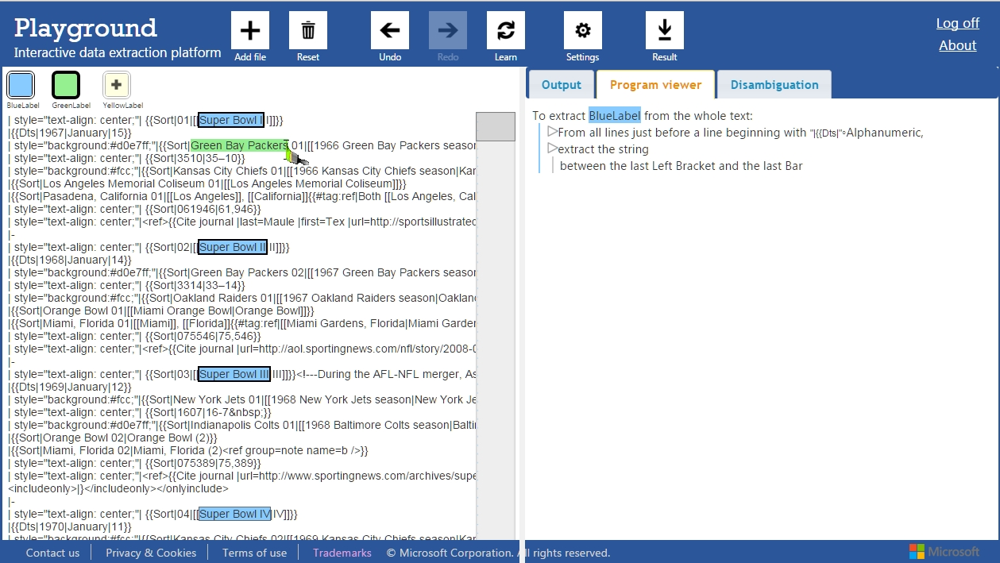 Playground
Interactive data extraction platform
Add file
Reset
Undo
Redo
Learn
Settings
Result
Log off
About
BlueLabel
GreenLabel
YellowLabel
| style="text-align: center;"| {{Sort|01|[[Super Bowl I|I]]}}
|{{Dts|1967|January|15}}
| style="background:#d0e7ff;"|{{Sort|Green Bay Packers 01|[[1966 Green Bay Packers season
| style="text-align: center;"| {{Sort|3510|35–10}}
| style="background:#fcc;"|{{Sort|Kansas City Chiefs 01|[[1966 Kansas City Chiefs season|Kan
|{{Sort|Los Angeles Memorial Coliseum 01|[[Los Angeles Memorial Coliseum]]}}
|{{Sort|Pasadena, California 01|[[Los Angeles]], [[California]]{{#tag:ref|Both [[Los Angeles, Cal
| style="text-align: center;"| {{Sort|061946|61,946}}
| style="text-align: center;"|<ref>{{Cite journal |last=Maule |first=Tex |url=http://sportsillustrated
|-
| style="text-align: center;"| {{Sort|02|[[Super Bowl II|II]]}}
|{{Dts|1968|January|14}}
| style="background:#d0e7ff;"|{{Sort|Green Bay Packers 02|[[1967 Green Bay Packers season
| style="text-align: center;"| {{Sort|3314|33–14}}
| style="background:#fcc;"|{{Sort|Oakland Raiders 01|[[1967 Oakland Raiders season|Oakland
|{{Sort|Orange Bowl 01|[[Miami Orange Bowl|Orange Bowl]]}}
|{{Sort|Miami, Florida 01|[[Miami]], [[Florida]]{{#tag:ref|[[Miami Gardens, Florida|Miami Garden
| style="text-align: center;"| {{Sort|075546|75,546}}
| style="text-align: center;"|<ref>{{Cite journal |url=http://aol.sportingnews.com/nfl/story/2008-0
|-
| style="text-align: center;"| {{Sort|03|[[Super Bowl III|III]]}}<!---During the AFL-NFL merger, As
|{{Dts|1969|January|12}}
| style="background:#fcc;"|{{Sort|New York Jets 01|[[1968 New York Jets season|New York Je
| style="text-align: center;"| {{Sort|1607|16-7&nbsp;}}
| style="background:#d0e7ff;"|{{Sort|Indianapolis Colts 01|[[1968 Baltimore Colts season|Balti
|{{Sort|Orange Bowl 02|Orange Bowl (2)}}
|{{Sort|Miami, Florida 02|Miami, Florida (2)<ref group=note name=b />}}
| style="text-align: center;"| {{Sort|075389|75,389}}
| style="text-align: center;"|<ref>{{Cite journal |url=http://www.sportingnews.com/archives/supe
<includeonly>|}</includeonly></onlyinclude>
|-
| style="text-align: center;"| {{Sort|04|[[Super Bowl IV|IV]]}}
|{{Dts|1970|January|11}}
| style="background:#fcc;"|{{Sort|Kansas City Chiefs 02|[[1969 Kansas City Chiefs season|Kan
Output
Program viewer
Disambiguation
To extract BlueLabel from the whole text:
▷From all lines just before a line beginning with "|{{Dts|"∘Alphanumeric,
▷extract the string
between the last Left Bracket and the last Bar
Contact us
Privacy & Cookies
Terms of use
Trademarks
© Microsoft Corporation. All rights reserved.
Microsoft